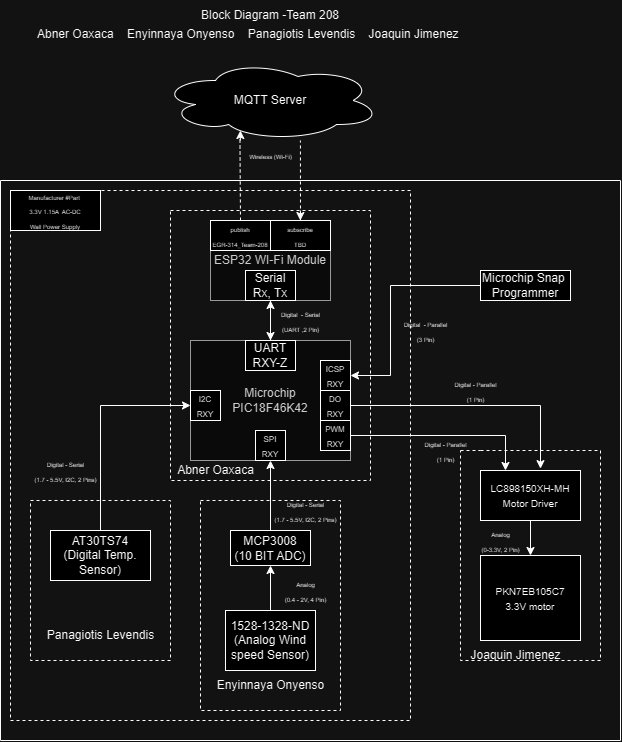 Block Diagram -Team 208
Abner Oaxaca Enyinnaya Onyenso Panagiotis Levendis Joaquin Jimenez
MQTT Server
Wireless (Wi-Fi)
Manufacturer #Part
3.3V 1.15A AC-DC
Wall Power Supply
publish
EGR-314_Team-208
subscribe
TBD
ESP32 WI-Fi Module
Serial
Rx, Tx
Microchip Snap
Programmer
Digital - Serial
(UART ,2 Pin)
Digital - Parallel
(3 Pin)
UART
RXY-Z
ICSP
RXY
Microchip
PIC18F46K42
I2C
RXY
DO
RXY
PWM
RXY
SPI
RXY
Digital - Parallel
(1 Pin)
Digital - Parallel
(1 Pin)
Abner Oaxaca
Digital - Serial
(1.7 - 5.5V, I2C, 2 Pins)
Digital - Serial
(1.7 - 5.5V, I2C, 2 Pins)
LC898150XH-MH
Motor Driver
AT30TS74
(Digital Temp.
Sensor)
MCP3008
(10 BIT ADC)
Analog
(0-3.3V, 2 Pin)
Analog
(0.4 - 2V, 4 Pin)
PKN7EB105C7
3.3V motor
1528-1328-ND
(Analog Wind
speed Sensor)
Panagiotis Levendis
Enyinnaya Onyenso
Joaquin Jimenez